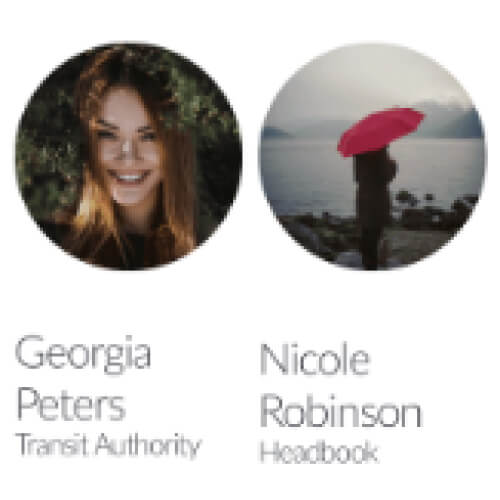 Georgia
Peters
Transit Authority
Nicole
Robinson
Headbook